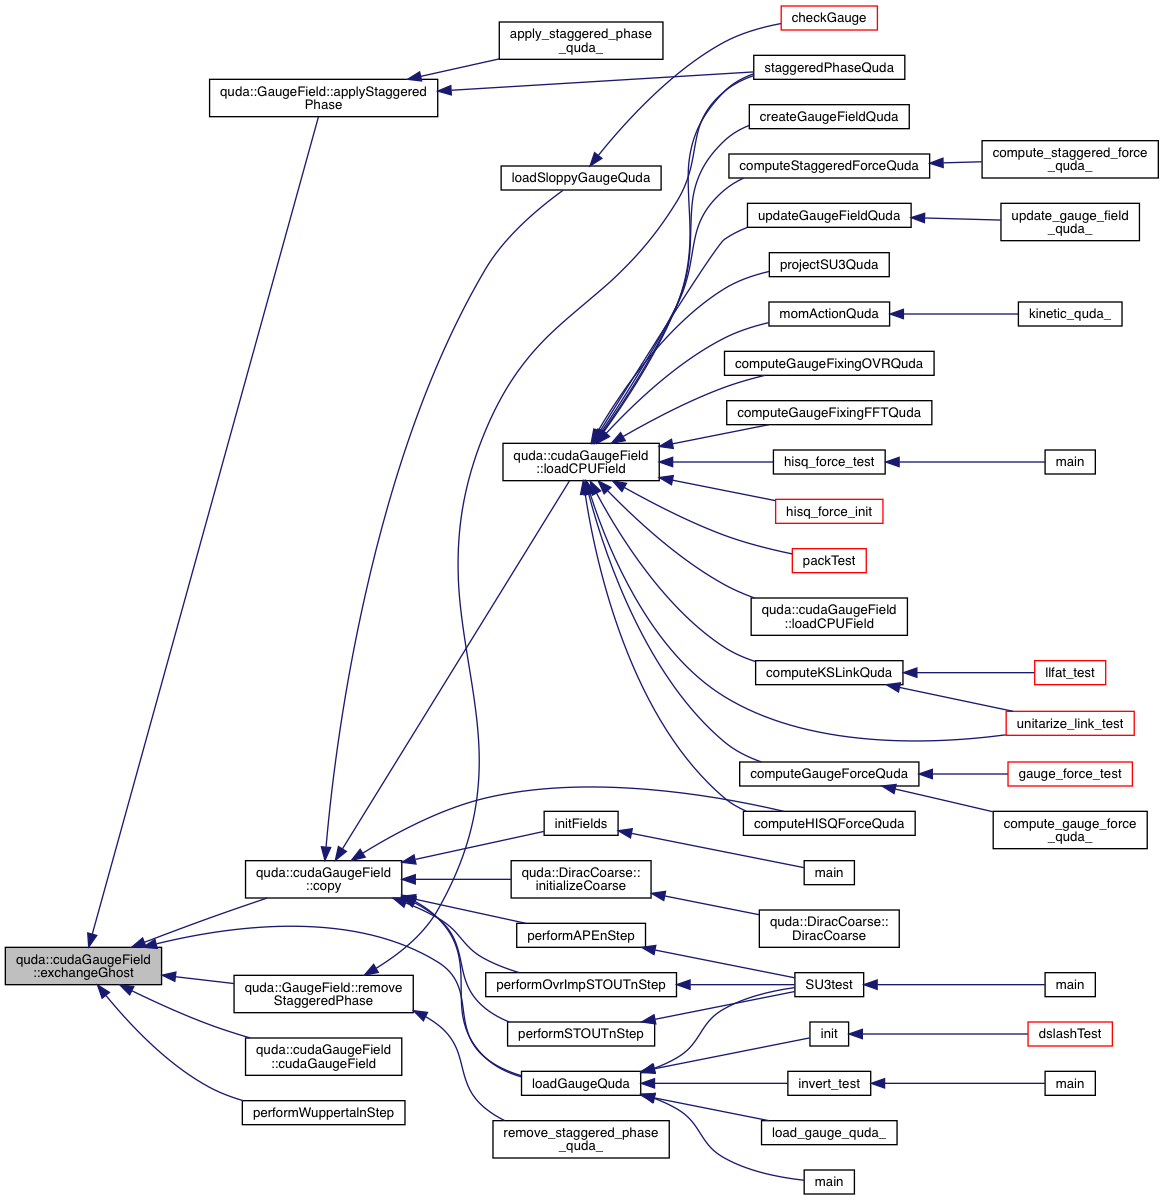 checkGauge
apply_staggered_phase
_quda_
staggeredPhaseQuda
quda::GaugeField::applyStaggered
Phase
createGaugeFieldQuda
computeStaggeredForceQuda
compute_staggered_force
_quda_
loadSloppyGaugeQuda
updateGaugeFieldQuda
update_gauge_field
_quda_
projectSU3Quda
momActionQuda
kinetic_quda_
computeGaugeFixingOVRQuda
computeGaugeFixingFFTQuda
quda::cudaGaugeField
::loadCPUField
hisq_force_test
main
hisq_force_init
packTest
quda::cudaGaugeField
::loadCPUField
computeKSLinkQuda
llfat_test
unitarize_link_test
computeGaugeForceQuda
gauge_force_test
computeHISQForceQuda
compute_gauge_force
_quda_
initFields
quda::cudaGaugeField
::copy
quda::DiracCoarse::
initializeCoarse
main
performAPEnStep
quda::DiracCoarse::
DiracCoarse
quda::cudaGaugeField
::exchangeGhost
quda::GaugeField::remove
StaggeredPhase
performOvrImpSTOUTnStep
SU3test
main
performSTOUTnStep
init
dslashTest
quda::cudaGaugeField
::cudaGaugeField
loadGaugeQuda
invert_test
main
performWuppertalnStep
remove_staggered_phase
_quda_
load_gauge_quda_
main